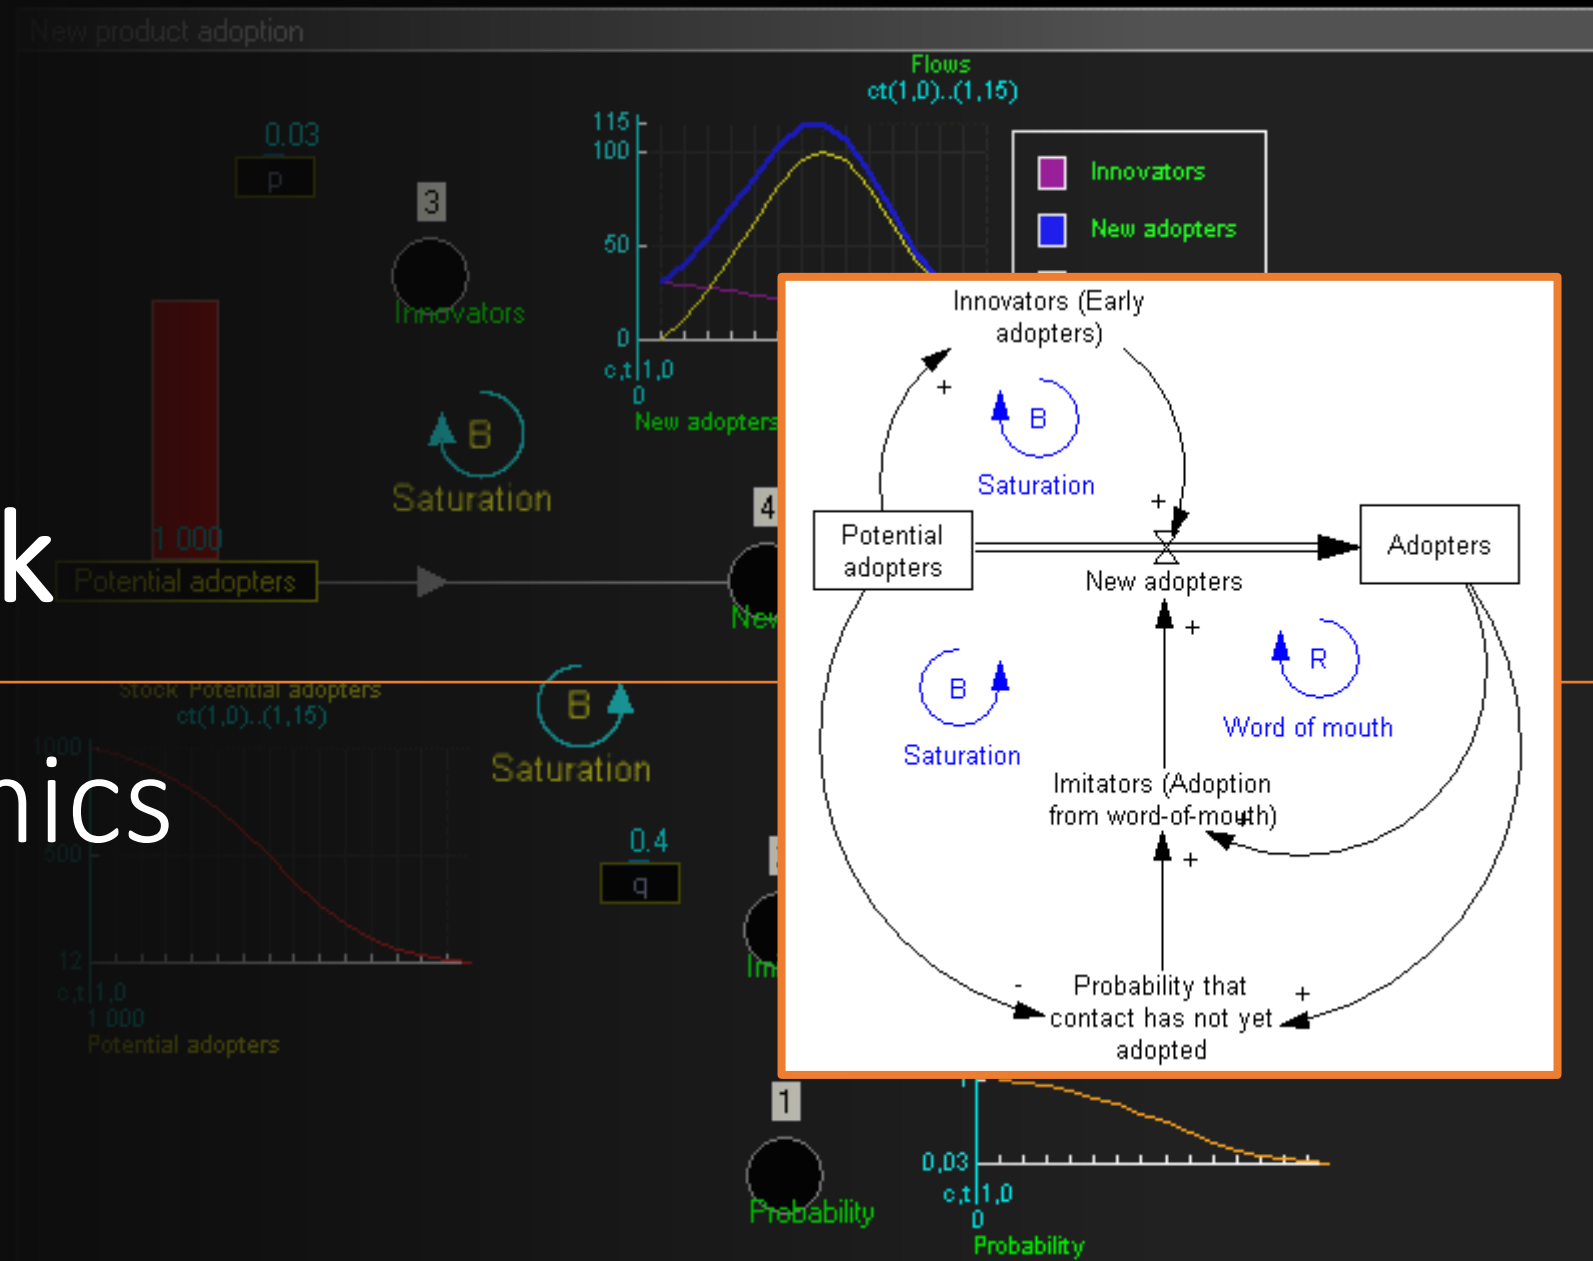 New product adoption
Flows
ct(1,0)..(1,15)
0.03
p
3
Innovators
115
100
50
0
c,t 1,0
0
New adopters
Innovators
New adopters
B
Saturation
k
1 000
Potential adopters
4
New
Stock Potential adopters
ct(1,0)..(1,15)
1000
500
12
c,t 1,0
1 000
Potential adopters
B
Saturation
nics
0.4
q
Im
1
Probability
0,03
c,t 1,0
0
Probability
Innovators (Early
adopters)
+
B
Saturation
+
Potential
adopters
New adopters
Adopters
+
B
Saturation
R
Word of mouth
Imitators (Adoption
from word-of-mouth)
+
+
-
Probability that
contact has not yet
adopted
+